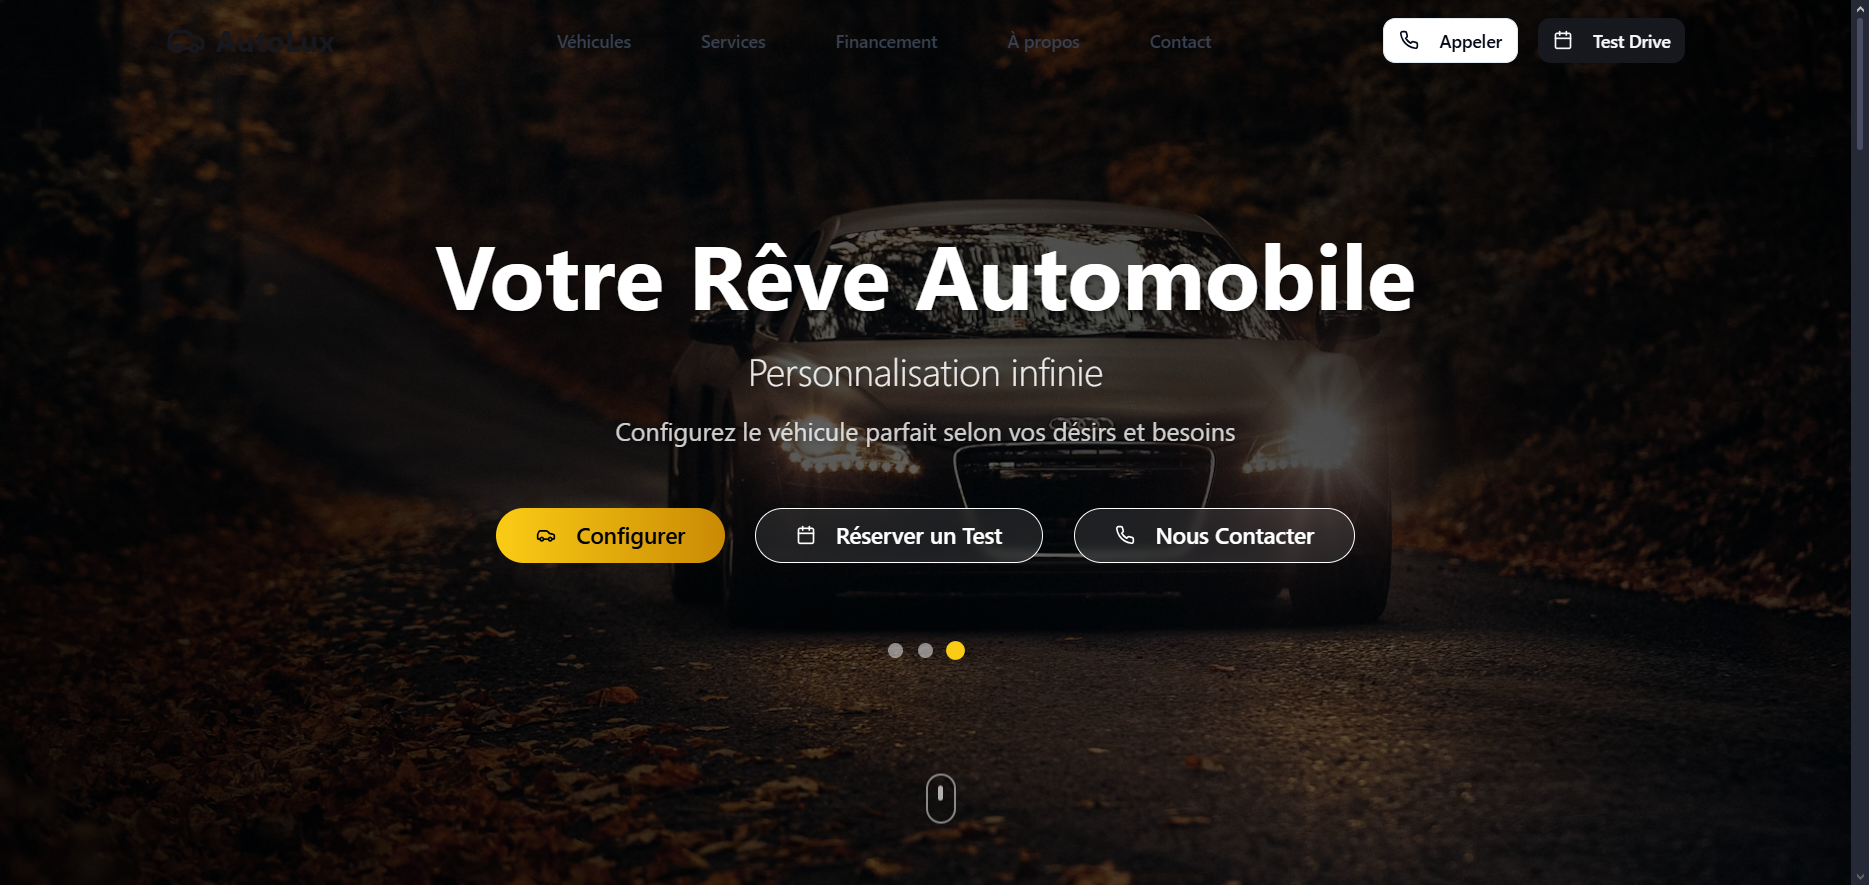 AutoLux
Véhicules
Services
Financement
À propos
Contact
Appeler
Test Drive
Votre Rêve Automobile
Personnalisation infinie
Configurez le véhicule parfait selon vos désirs et besoins
Configurer
Réserver un Test
Nous Contacter